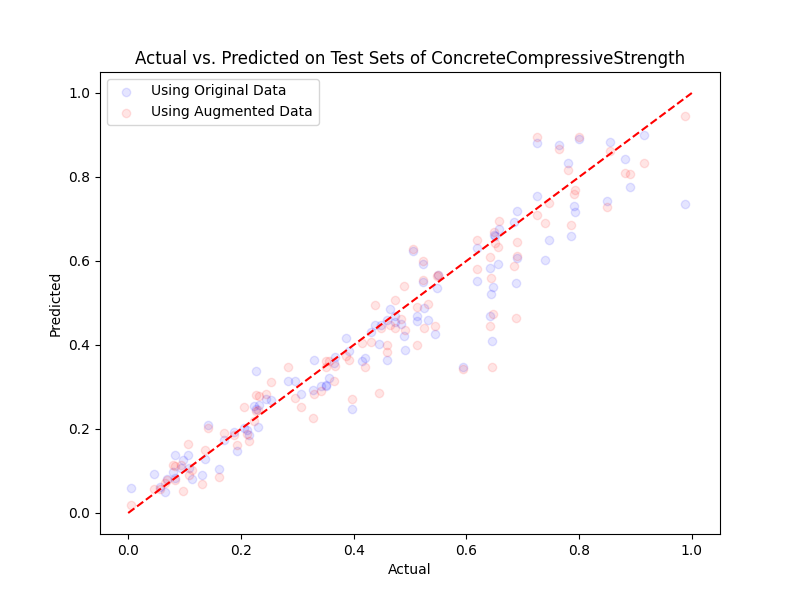 Actual vs. Predicted on Test Sets of ConcreteCompressiveStrength
Using Original Data
Using Augmented Data
1.0
0.8
0.6
0.4
0.2
0.0
Predicted
0.0 0.2 0.4 0.6 0.8 1.0
Actual